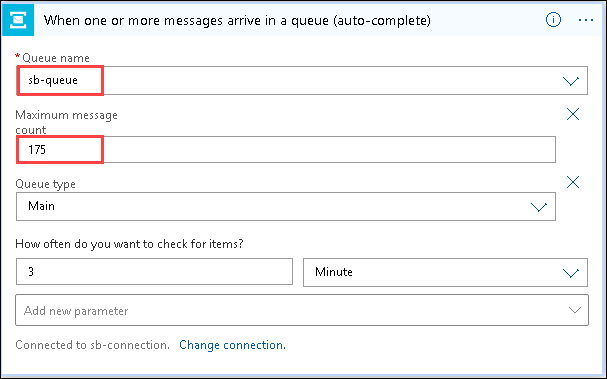 When one or more messages arrive in a queue (auto-complete)
* Queue name
sb-queue
Maximum message
count
175
Queue type
Main
How often do you want to check for items?
3 Minute
Add new parameter
Connected to sb-connection. Change connection.